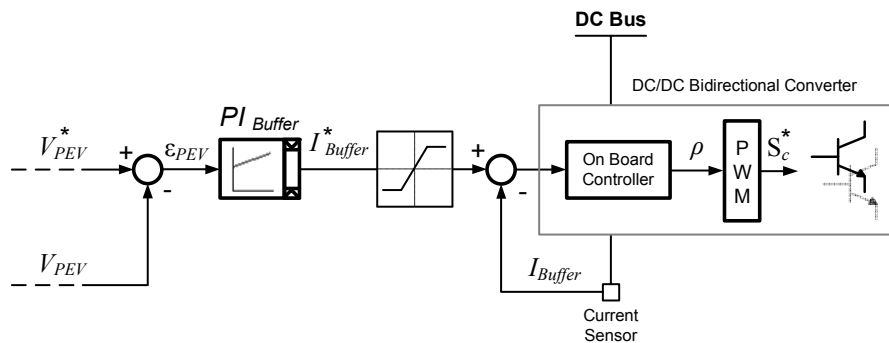 DC Bus
DC/DC Bidirectional Converter
PI Buffer
V*PEV
+
εPEV
I*Buffer
+
On Board
Controller
ρ
P
W
M
S*c
-
-
VPEV
IBuffer
Current
Sensor